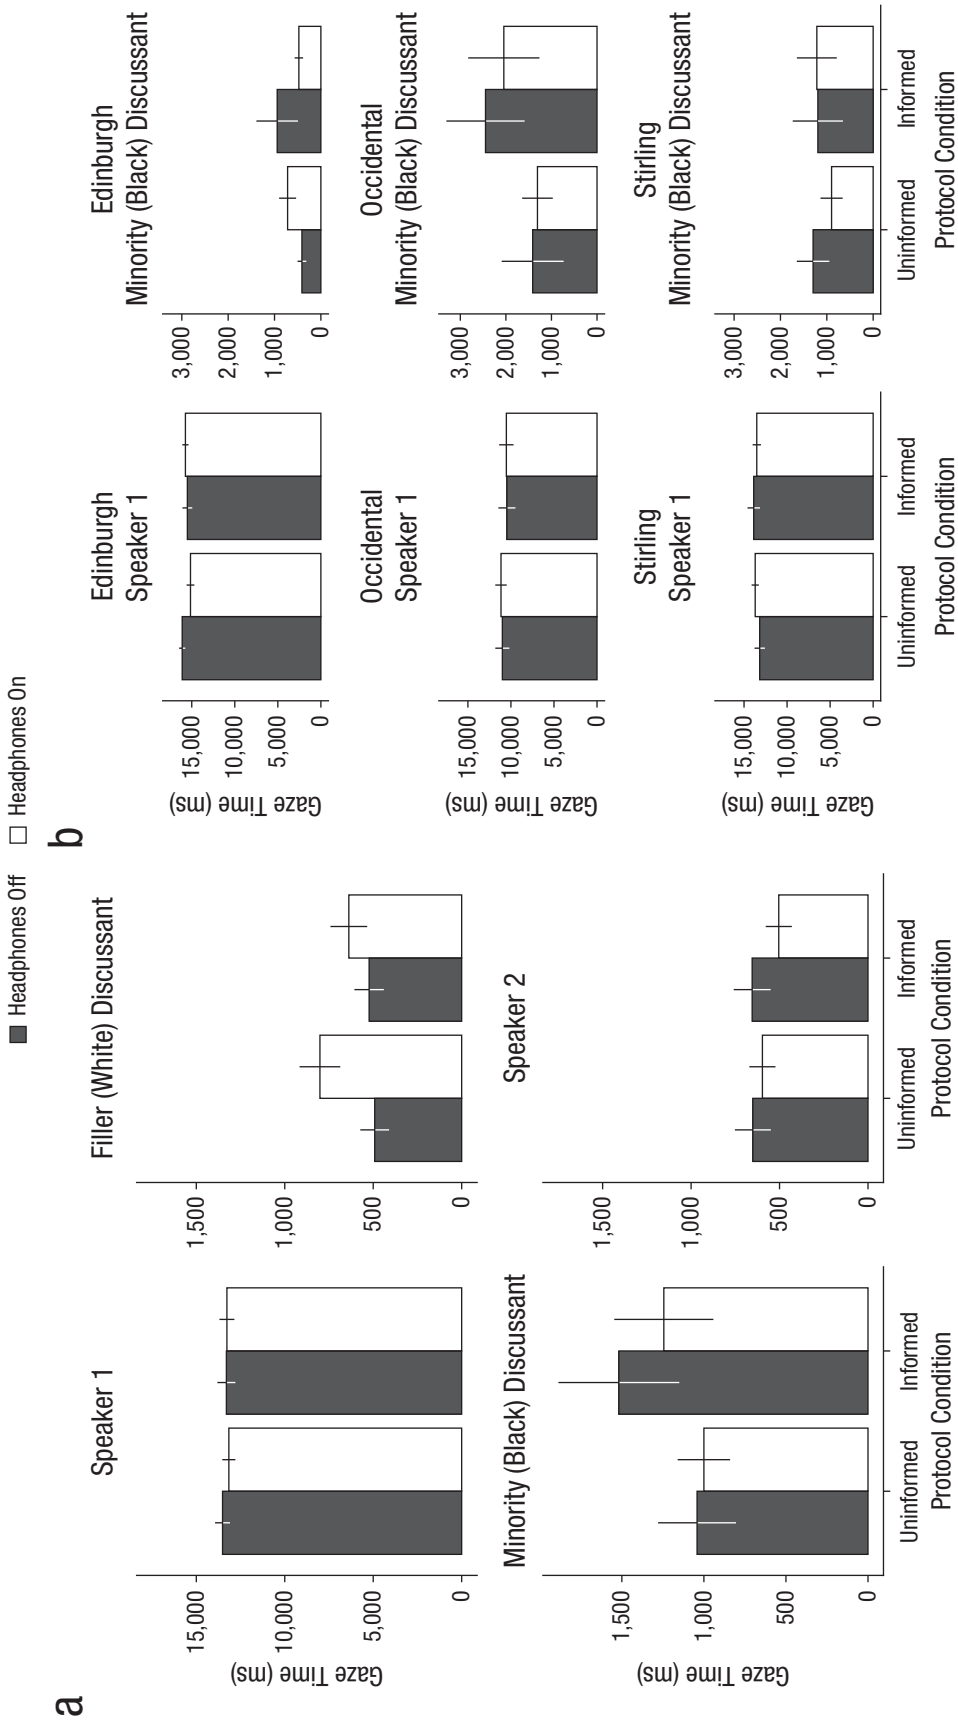 Headphones Off
Headphones On
a
Speaker 1
Gaze Time (ms)
15,000
10,000
5,000
0
Filler (White) Discussant
1,500
1,000
500
0
Minority (Black) Discussant
Gaze Time (ms)
1,500
1,000
500
0
Uninformed
Informed
Protocol Condition
Speaker 2
1,500
1,000
500
0
Uninformed
Informed
Protocol Condition
b
Edinburgh
Speaker 1
Gaze Time (ms)
15,000
10,000
5,000
0
Edinburgh
Minority (Black) Discussant
3,000
2,000
1,000
0
Occidental
Speaker 1
Gaze Time (ms)
15,000
10,000
5,000
0
Occidental
Minority (Black) Discussant
3,000
2,000
1,000
0
Stirling
Speaker 1
Gaze Time (ms)
15,000
10,000
5,000
0
Uninformed
Informed
Protocol Condition
Stirling
Minority (Black) Discussant
3,000
2,000
1,000
0
Uninformed
Informed
Protocol Condition